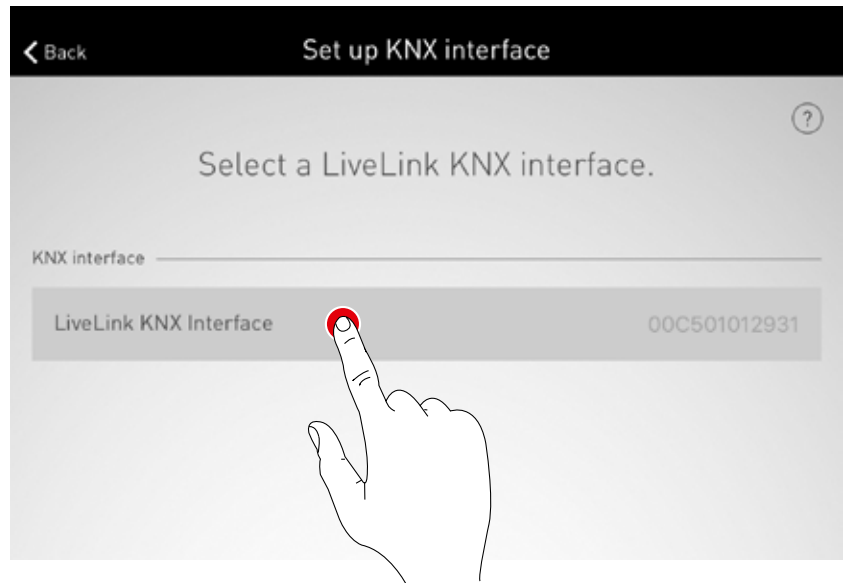 Back
Set up KNX interface
?
Select a LiveLink KNX interface.
KNX interface
LiveLink KNX Interface
00C501012931